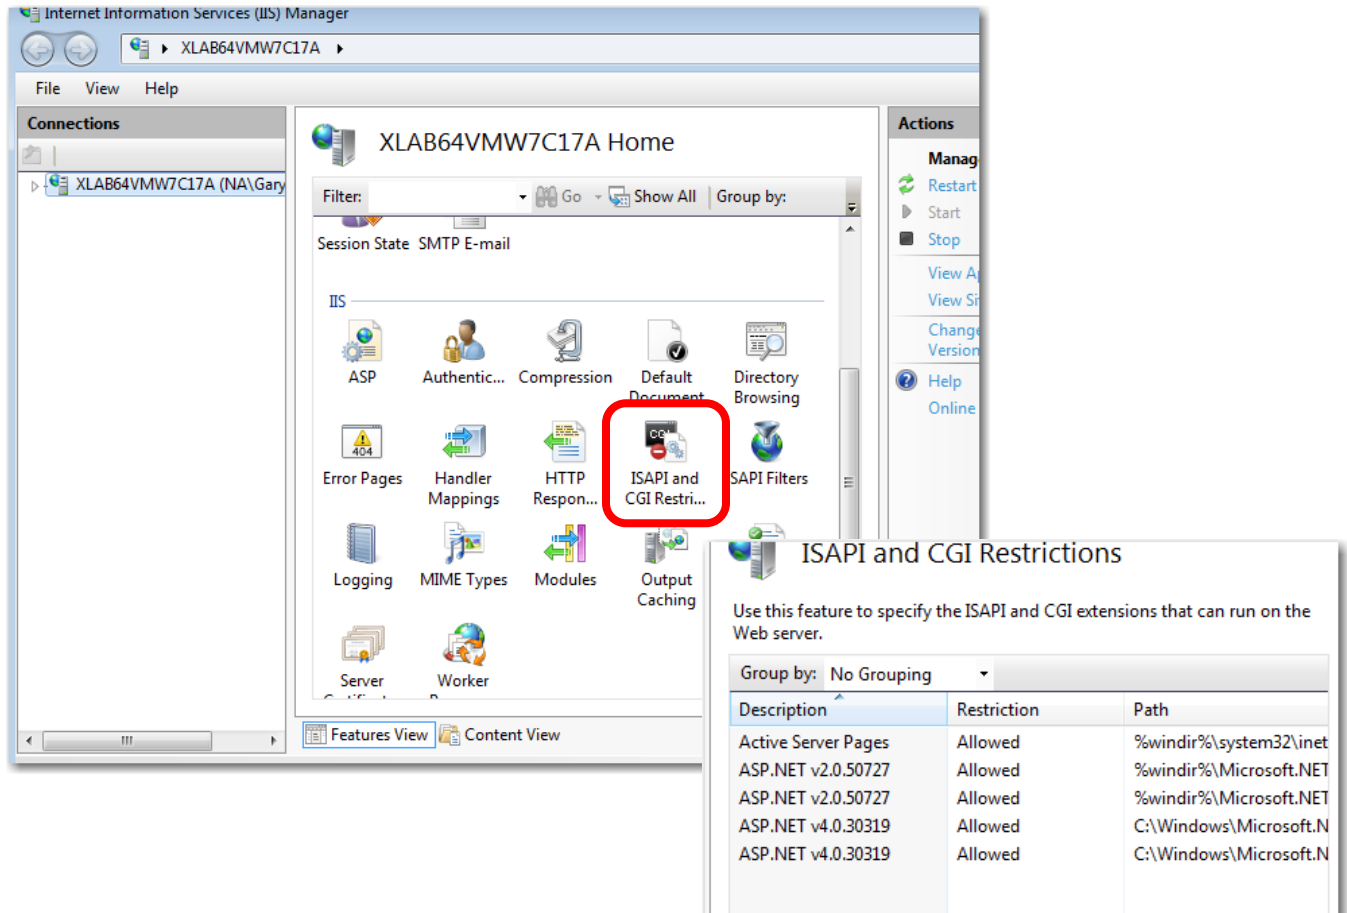 Internet Information Services (IIS) Manager
XLAB64VMW7C17A
File View Help
Connections
XLAB64VMW7C17A (NA\Gary
XLAB64VMW7C17A Home
Filter: Go Show All Group by:
Session State SMTP E-mail
IIS
ASP Authentic... Compression Default Document Directory Browsing
Error Pages Handler Mappings HTTP Respon... CGI ISAPI and CGI Restri... SAPI Filters
404
Logging MIME Types Modules Output Caching
Server Worker
Features View Content View
Actions
Manag
Restart
Start
Stop
View A
View Si
Change
Version
Help
Online
ISAPI and CGI Restrictions
Use this feature to specify the ISAPI and CGI extensions that can run on the
Web server.
Group by: No Grouping
Description Restriction Path
Active Server Pages Allowed %windir%\system32\inet
ASP.NET v2.0.50727 Allowed %windir%\Microsoft.NET
ASP.NET v2.0.50727 Allowed %windir%\Microsoft.NET
ASP.NET v4.0.30319 Allowed C:\Windows\Microsoft.N
ASP.NET v4.0.30319 Allowed C:\Windows\Microsoft.N